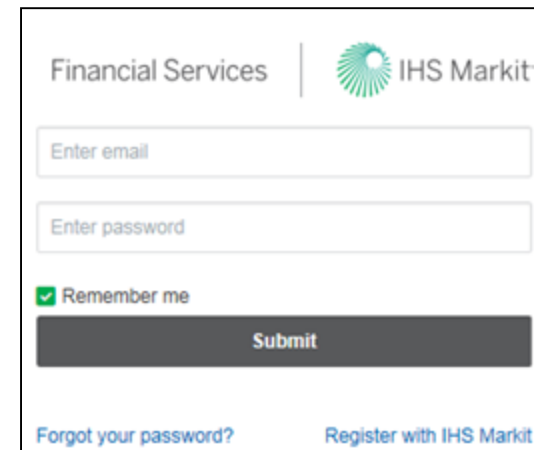 Financial Services IHS Markit
Enter email
Enter password
Remember me
Submit
Forgot your password? Register with IHS Markit